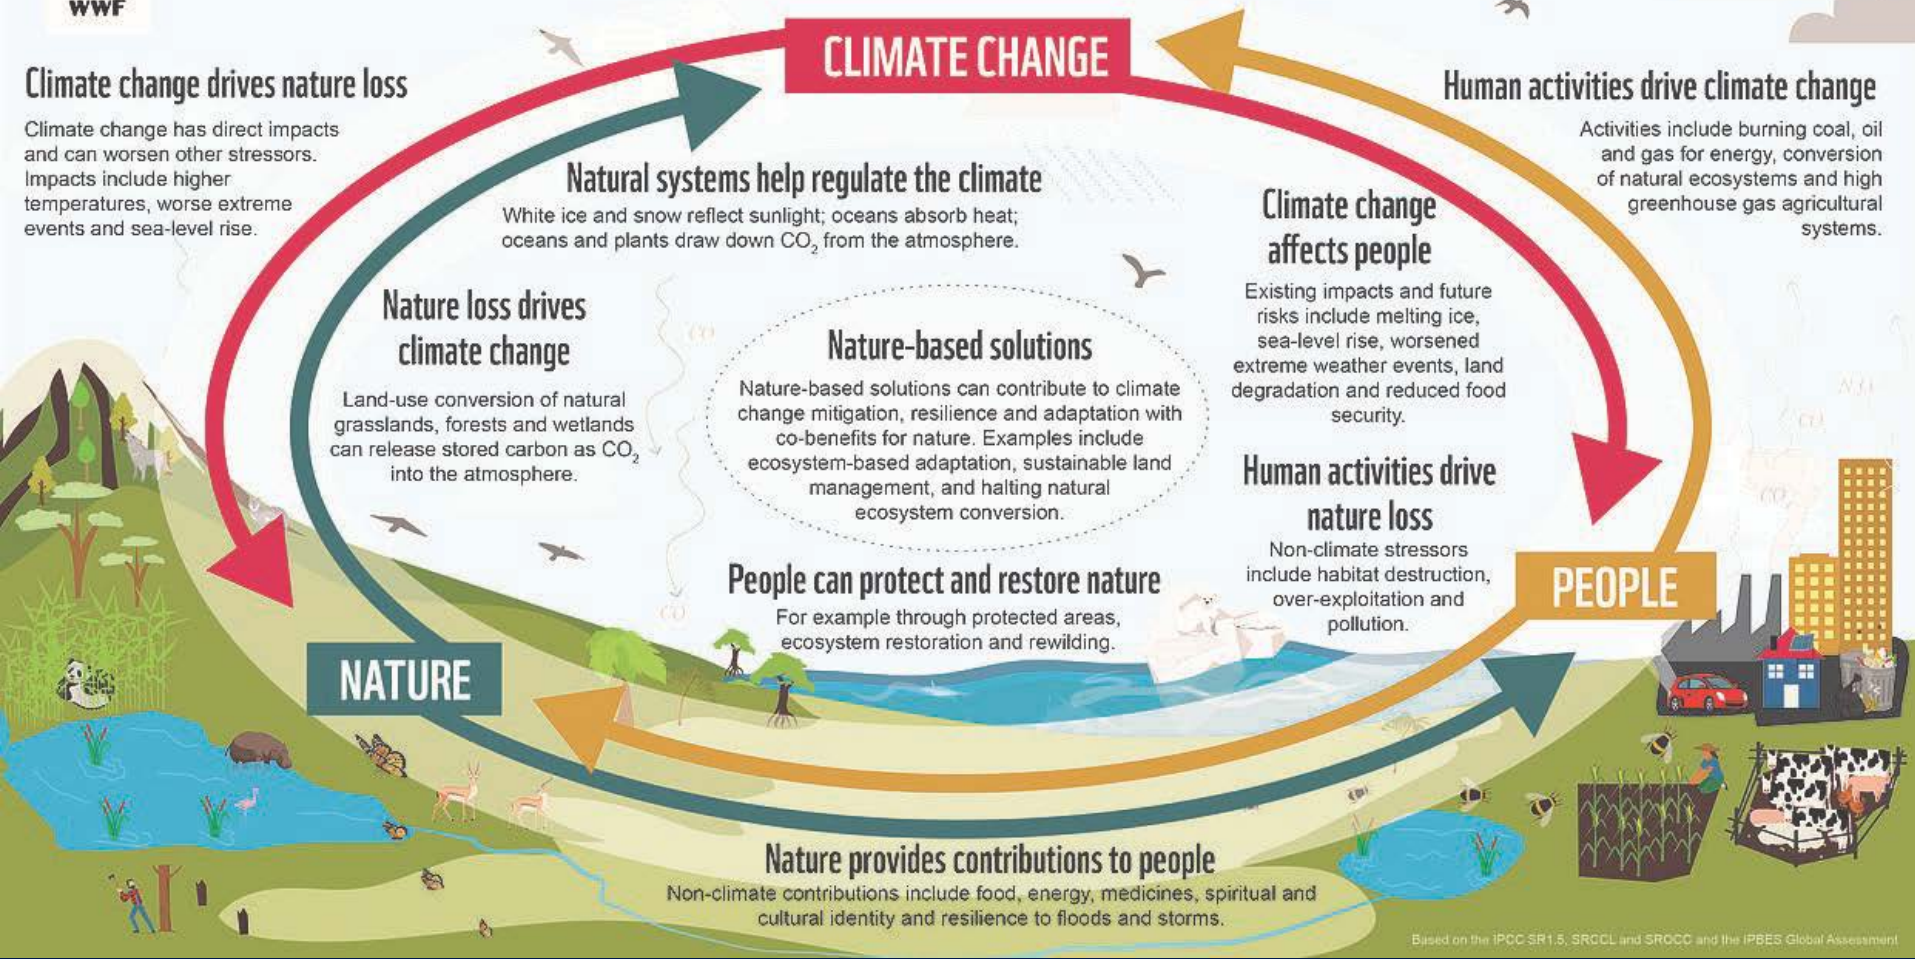 WWF
CLIMATE CHANGE
Climate change drives nature loss
Climate change has direct impacts
and can worsen other stressors.
Impacts include higher
temperatures, worse extreme
events and sea-level rise.
Human activities drive climate change
Activities include burning coal, oil
and gas for energy, conversion
of natural ecosystems and high
greenhouse gas agricultural
systems.
Natural systems help regulate the climate
White ice and snow reflect sunlight; oceans absorb heat;
oceans and plants draw down CO₂ from the atmosphere.
Climate change
affects people
Existing impacts and future
risks include melting ice,
sea-level rise, worsened
extreme weather events, land
degradation and reduced food
security.
Nature loss drives
climate change
Land-use conversion of natural
grasslands, forests and wetlands
can release stored carbon as CO₂
into the atmosphere.
Nature-based solutions
Nature-based solutions can contribute to climate
change mitigation, resilience and adaptation with
co-benefits for nature. Examples include
ecosystem-based adaptation, sustainable land
management, and halting natural
ecosystem conversion.
Human activities drive
nature loss
Non-climate stressors
include habitat destruction,
over-exploitation and
pollution.
People can protect and restore nature
For example through protected areas,
ecosystem restoration and rewilding.
PEOPLE
NATURE
Nature provides contributions to people
Non-climate contributions include food, energy, medicines, spiritual and
cultural identity and resilience to floods and storms.
Based on the IPCC SR1.5, SRCCL and SROCC and the IPBES Global Assessment